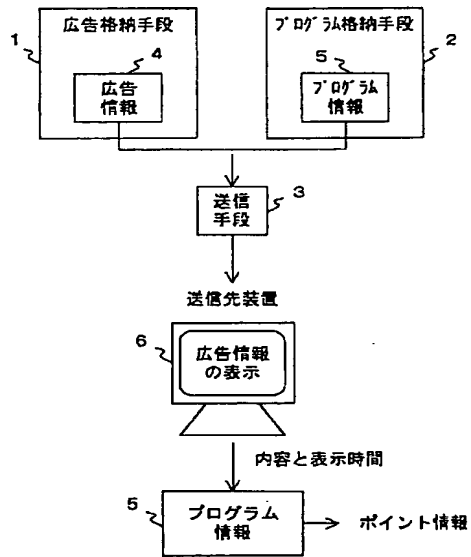 1
広告格納手段
4
広告
情報
プログラム格納手段
2
5
プログラム
情報
送信
手段
3
送信先装置
6
広告情報
の表示
内容と表示時間
5
プログラム
情報
ポイント情報